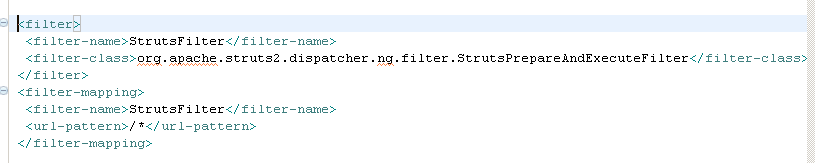 <filter>
<filter-name>StrutsFilter</filter-name>
<filter-class>org.apache.struts2.dispatcher.ng.filter.StrutsPrepareAndExecuteFilter</filter-class>
</filter>
<filter-mapping>
<filter-name>StrutsFilter</filter-name>
<url-pattern>/*</url-pattern>
</filter-mapping>